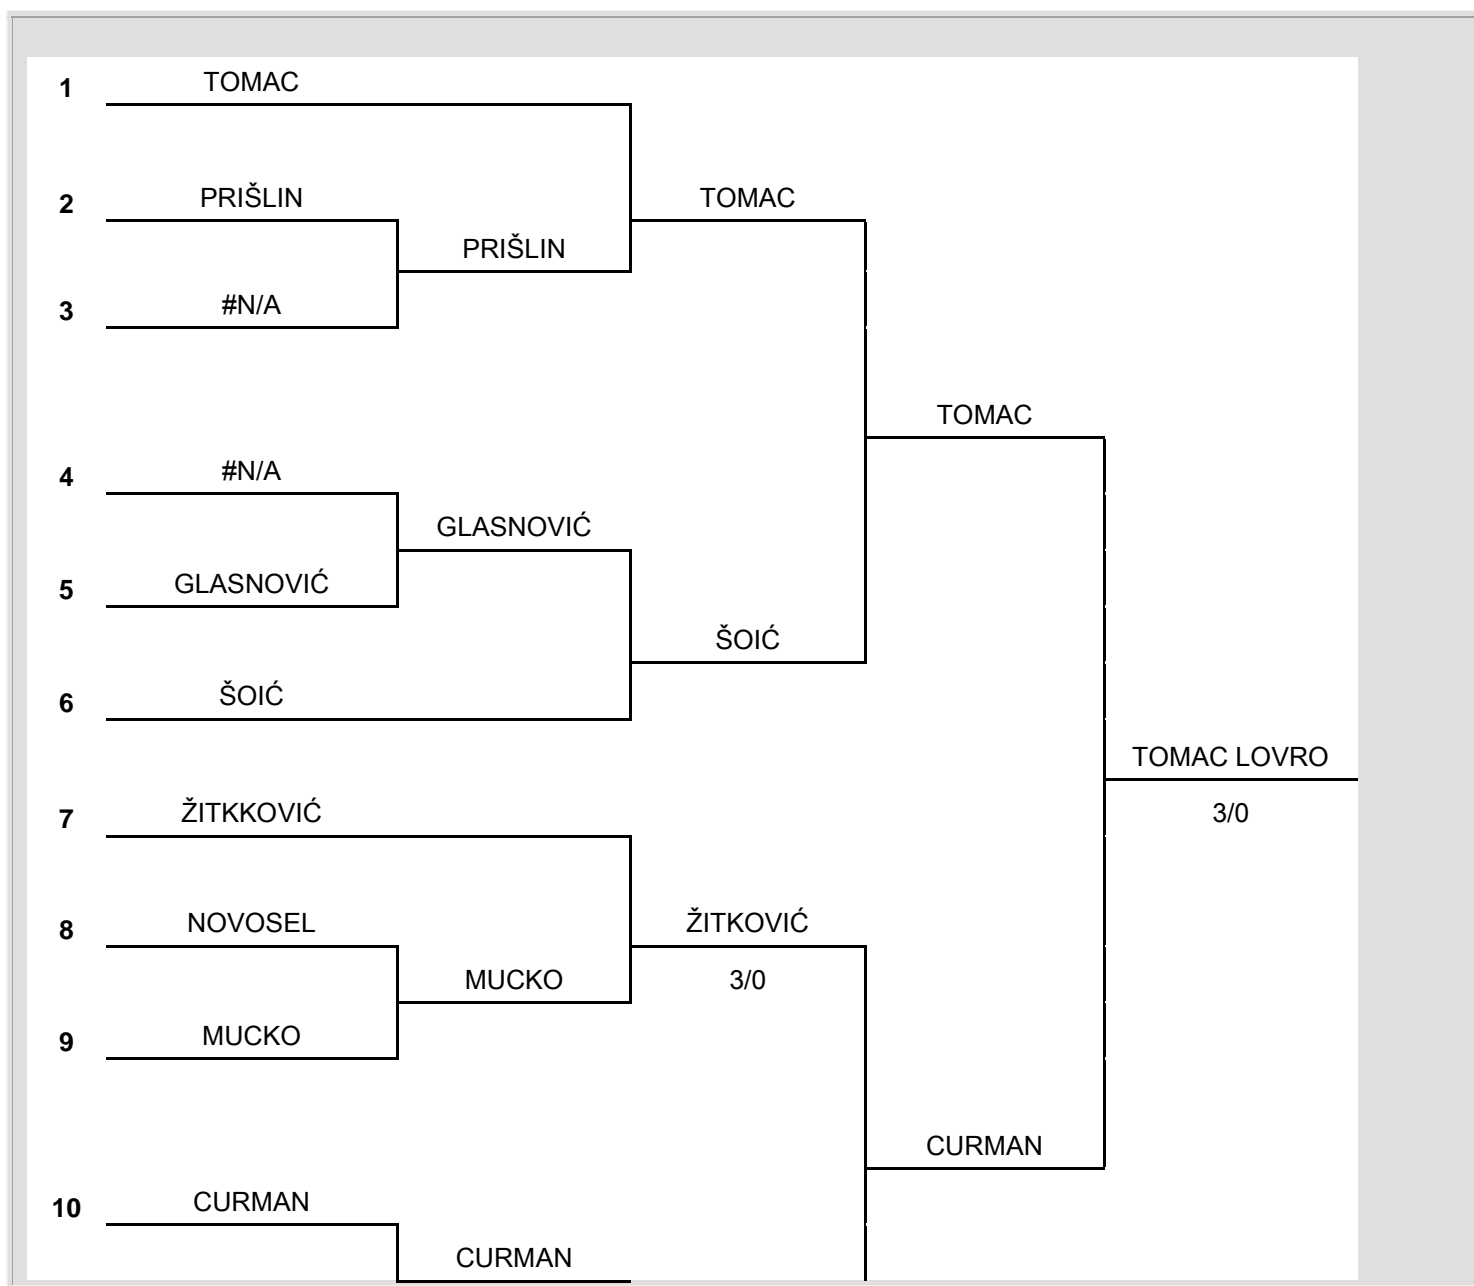 1 TOMAC
2 PRIŠLIN TOMAC
PRIŠLIN
3 #N/A
TOMAC
4 #N/A
GLASNOVIĆ
5 GLASNOVIĆ
ŠOIĆ
6 ŠOIĆ
TOMAC LOVRO
7 ŽITKKOVIĆ 3/0
8 NOVOSEL ŽITKOVIĆ
MUCKO 3/0
9 MUCKO
CURMAN
10 CURMAN
CURMAN